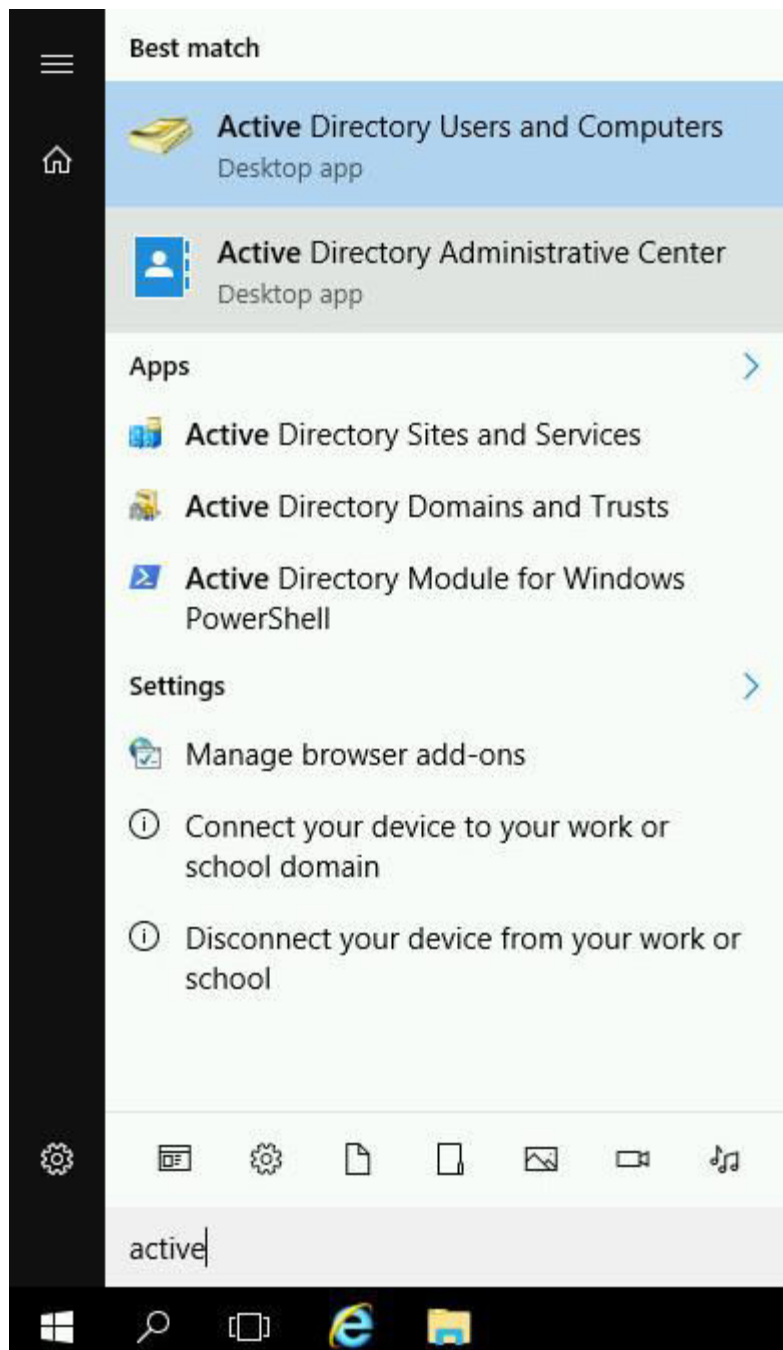 Best match
Active Directory Users and Computers
Desktop app
Active Directory Administrative Center
Desktop app
Apps
Active Directory Sites and Services
Active Directory Domains and Trusts
Active Directory Module for Windows
PowerShell
Settings
Manage browser add-ons
Connect your device to your work or
school domain
Disconnect your device from your work or
school
active